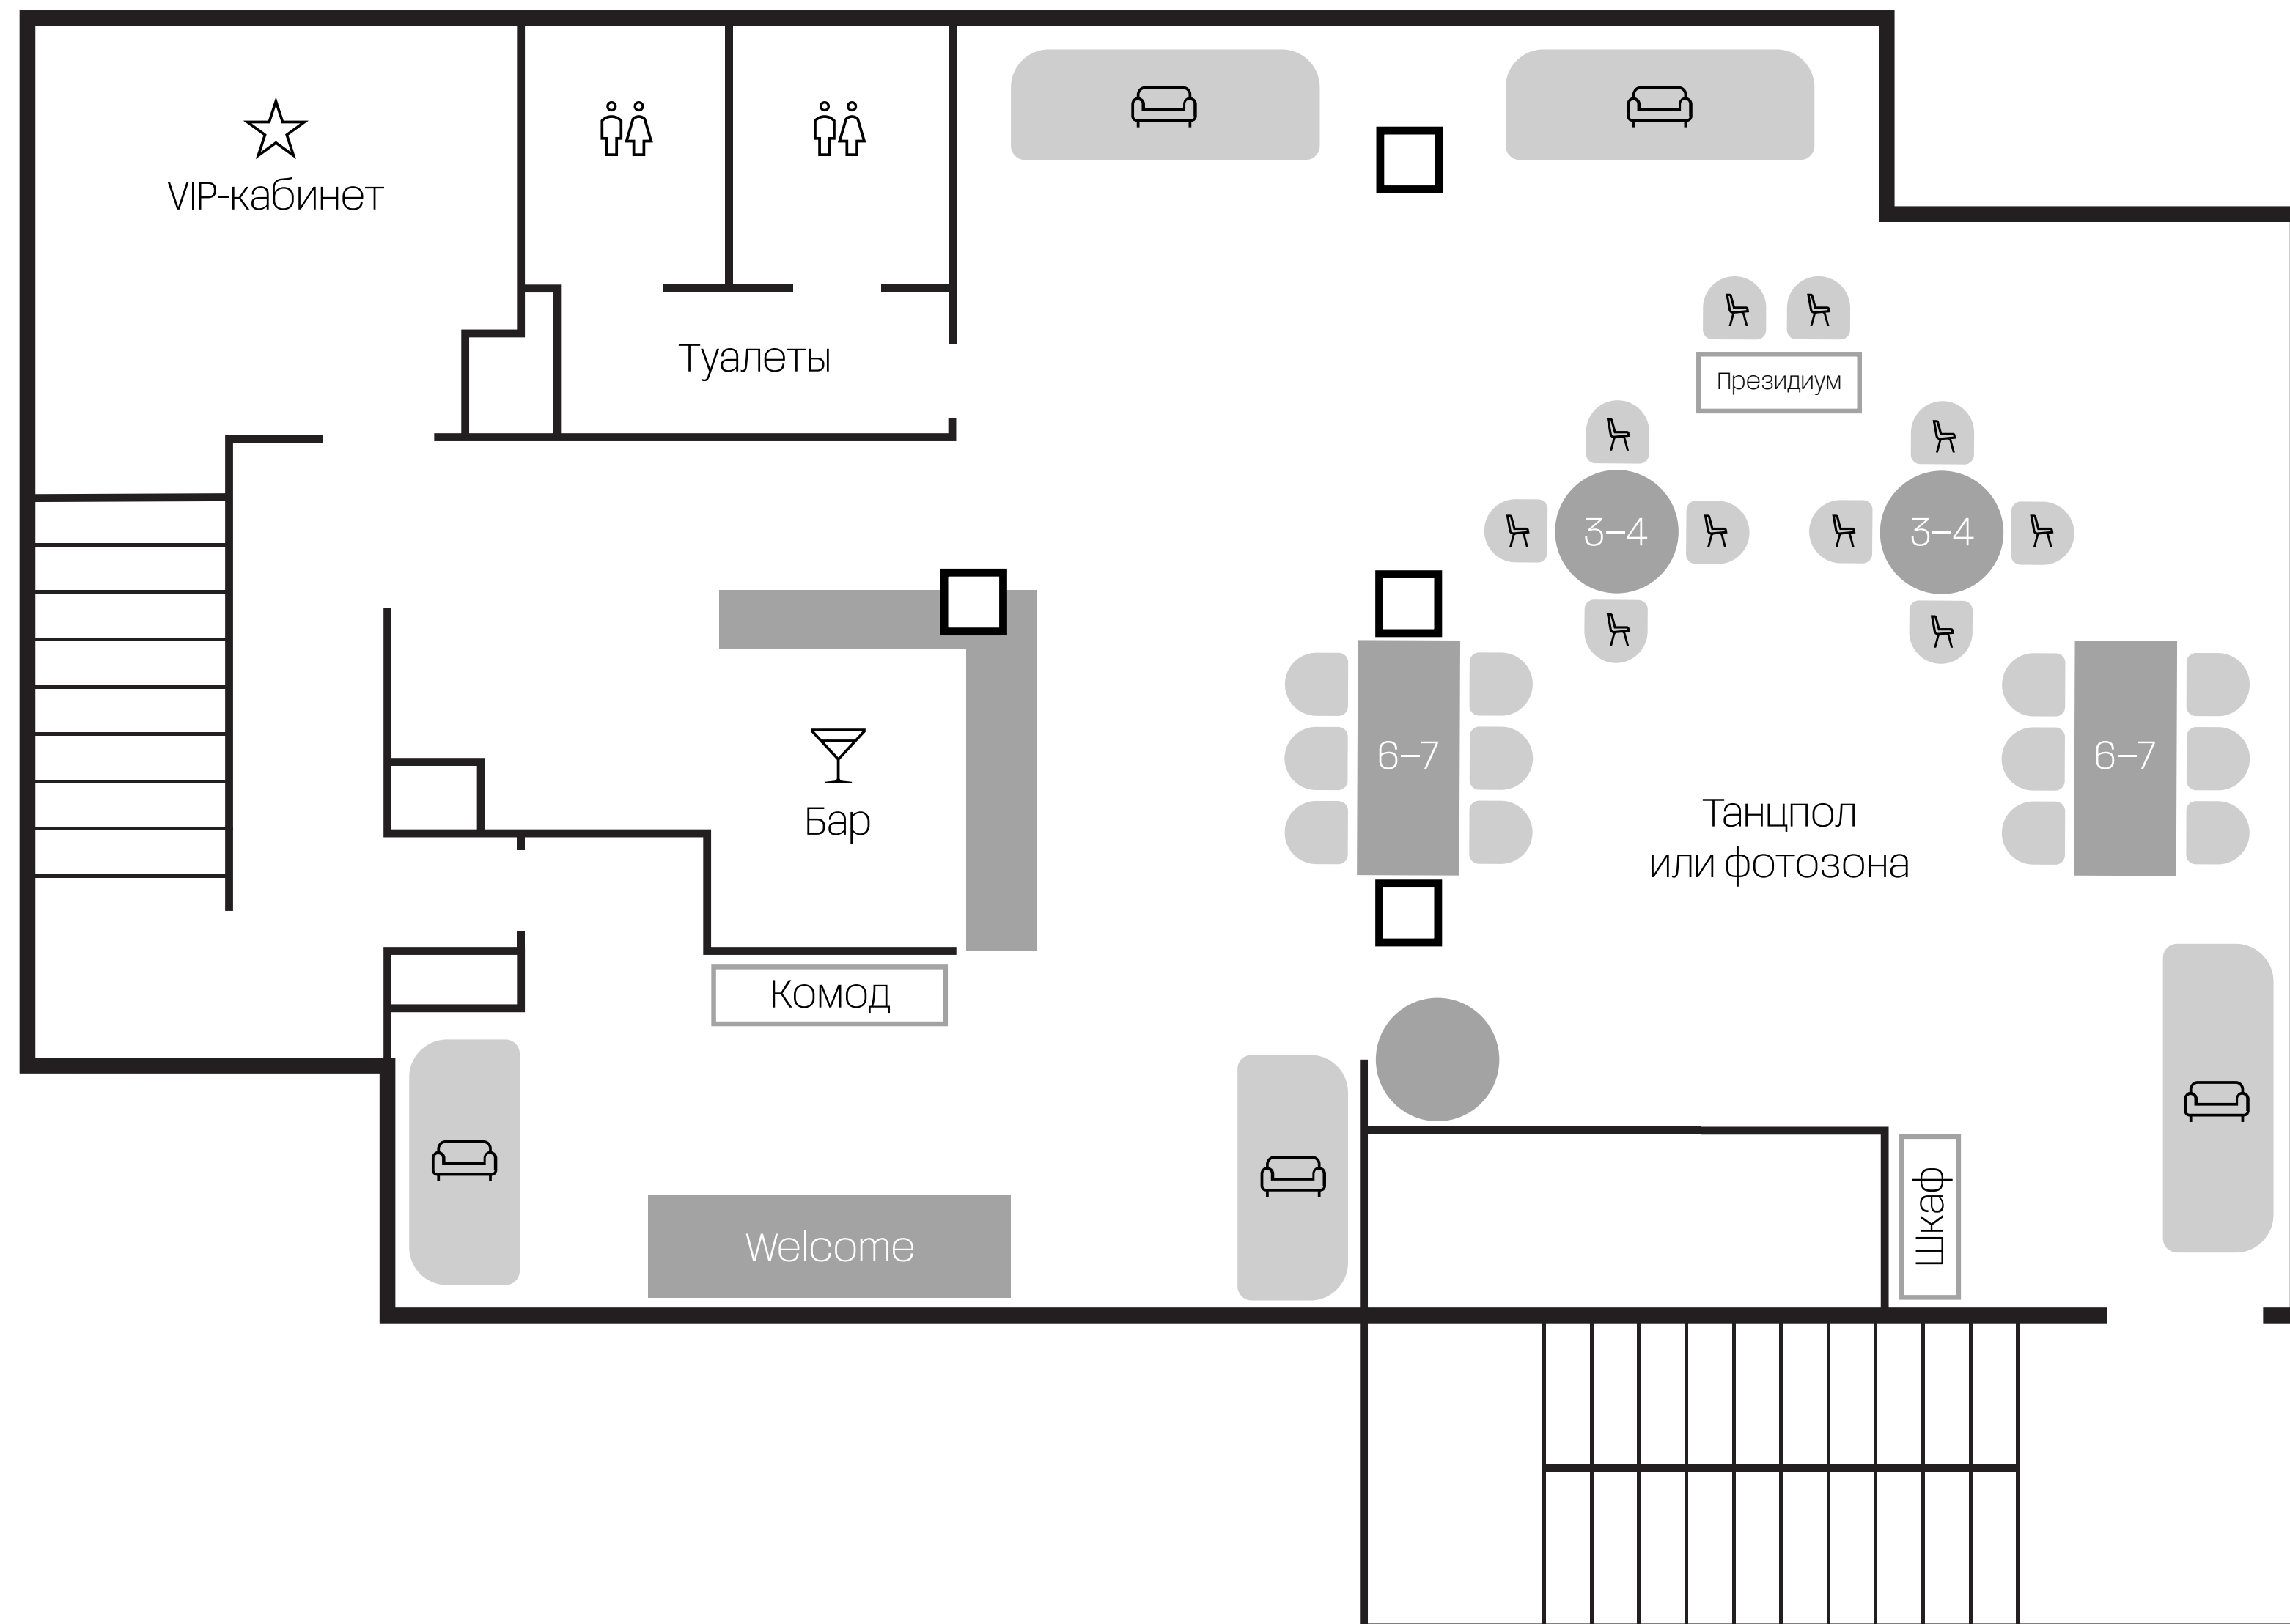 VIP-кабинет
Туалеты
Президиум
3–4
3–4
6–7
6–7
Бар
Танцпол
или фотозона
Комод
Шкаф
Welcome